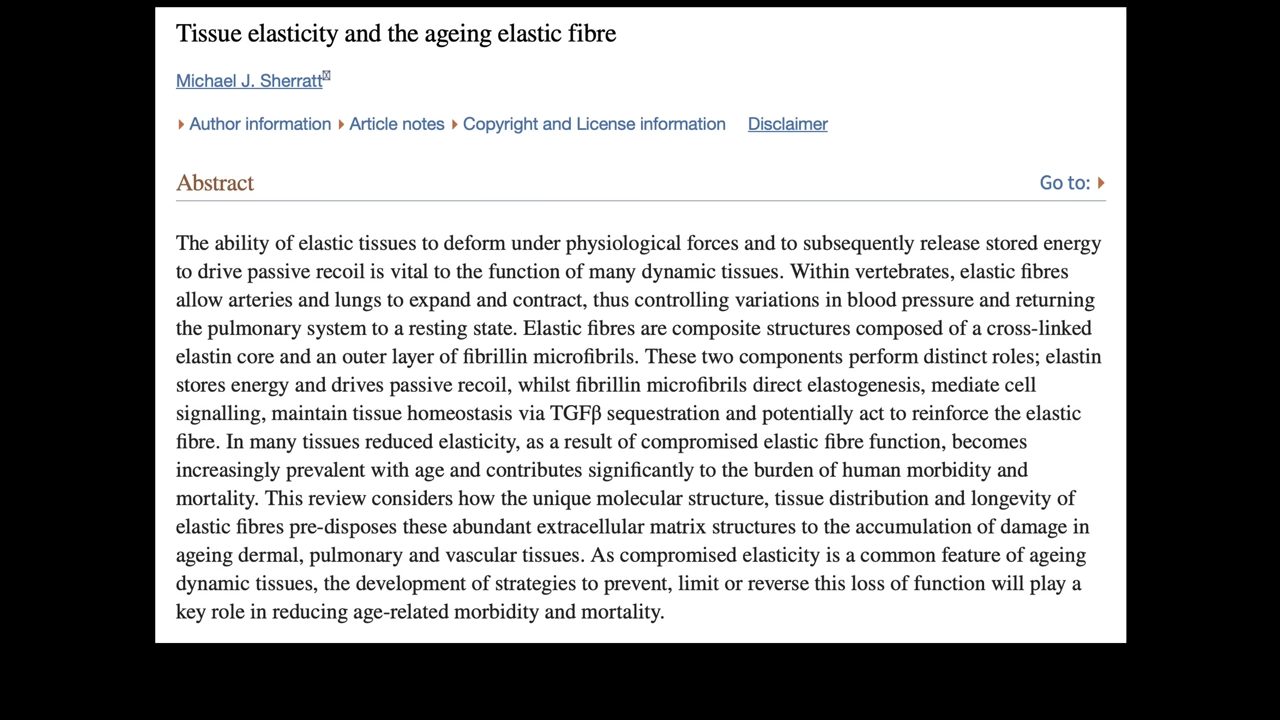 Tissue elasticity and the ageing elastic fibre
Michael J. Sherratt
Author information Article notes Copyright and License information Disclaimer
Abstract Go to:
The ability of elastic tissues to deform under physiological forces and to subsequently release stored energy
to drive passive recoil is vital to the function of many dynamic tissues. Within vertebrates, elastic fibres
allow arteries and lungs to expand and contract, thus controlling variations in blood pressure and returning
the pulmonary system to a resting state. Elastic fibres are composite structures composed of a cross-linked
elastin core and an outer layer of fibrillin microfibrils. These two components perform distinct roles; elastin
stores energy and drives passive recoil, whilst fibrillin microfibrils direct elastogenesis, mediate cell
signalling, maintain tissue homeostasis via TGFβ sequestration and potentially act to reinforce the elastic
fibre. In many tissues reduced elasticity, as a result of compromised elastic fibre function, becomes
increasingly prevalent with age and contributes significantly to the burden of human morbidity and
mortality. This review considers how the unique molecular structure, tissue distribution and longevity of
elastic fibres pre-disposes these abundant extracellular matrix structures to the accumulation of damage in
ageing dermal, pulmonary and vascular tissues. As compromised elasticity is a common feature of ageing
dynamic tissues, the development of strategies to prevent, limit or reverse this loss of function will play a
key role in reducing age-related morbidity and mortality.